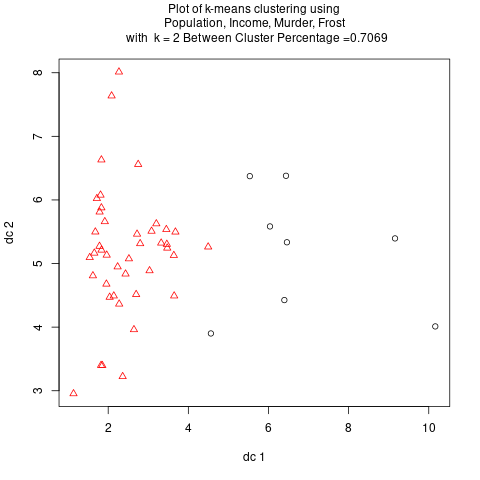 Plot of k-means clustering using
Population, Income, Murder, Frost
with k = 2 Between Cluster Percentage =0.7069
8
7
6
5
4
3
dc 2
2
4
6
8
10
dc 1